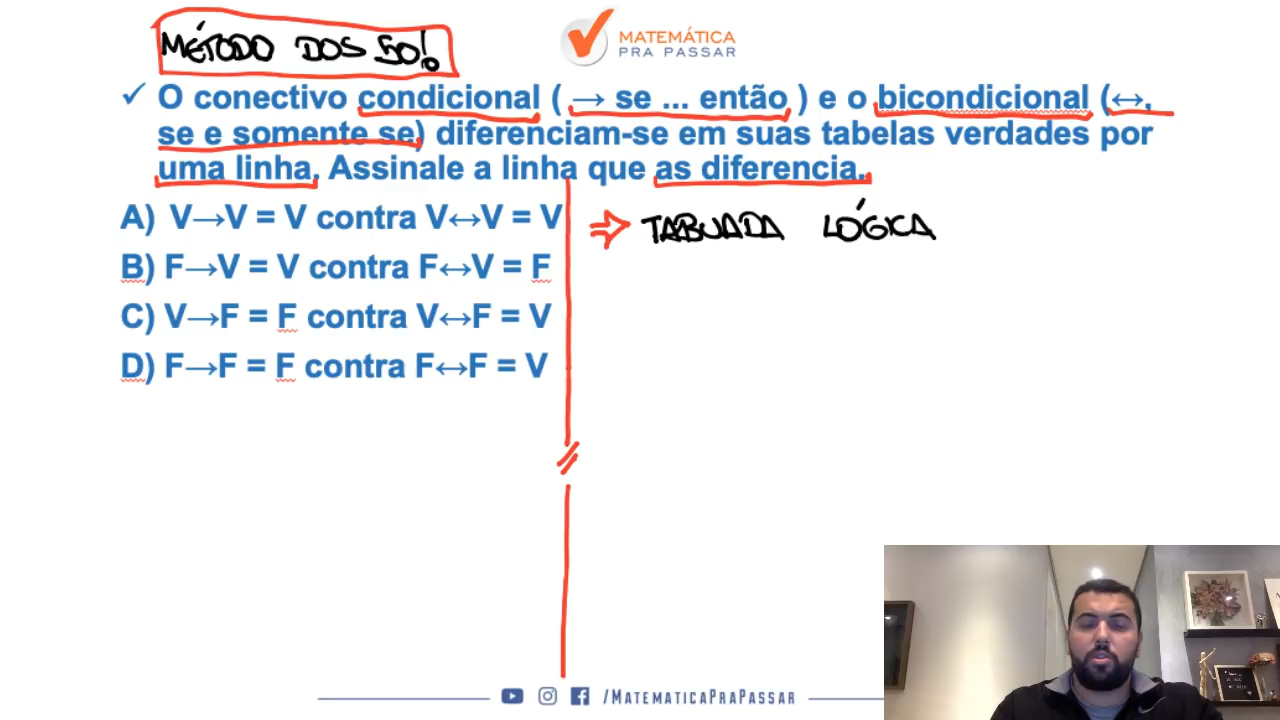 MÉTODO DOS 50!
MATEMÁTICA
PRA PASSAR
✓ O conectivo condicional ( → se ... então ) e o bicondicional (↔,
se e somente se) diferenciam-se em suas tabelas verdades por
uma linha. Assinale a linha que as diferencia.
A) V→V = V contra V↔V = V
⇒ TABUADA LÓGICA
B) F→V = V contra F↔V = F
C) V→F = F contra V↔F = V
D) F→F = F contra F↔F = V
/MATEMATICAPRAPASSAR